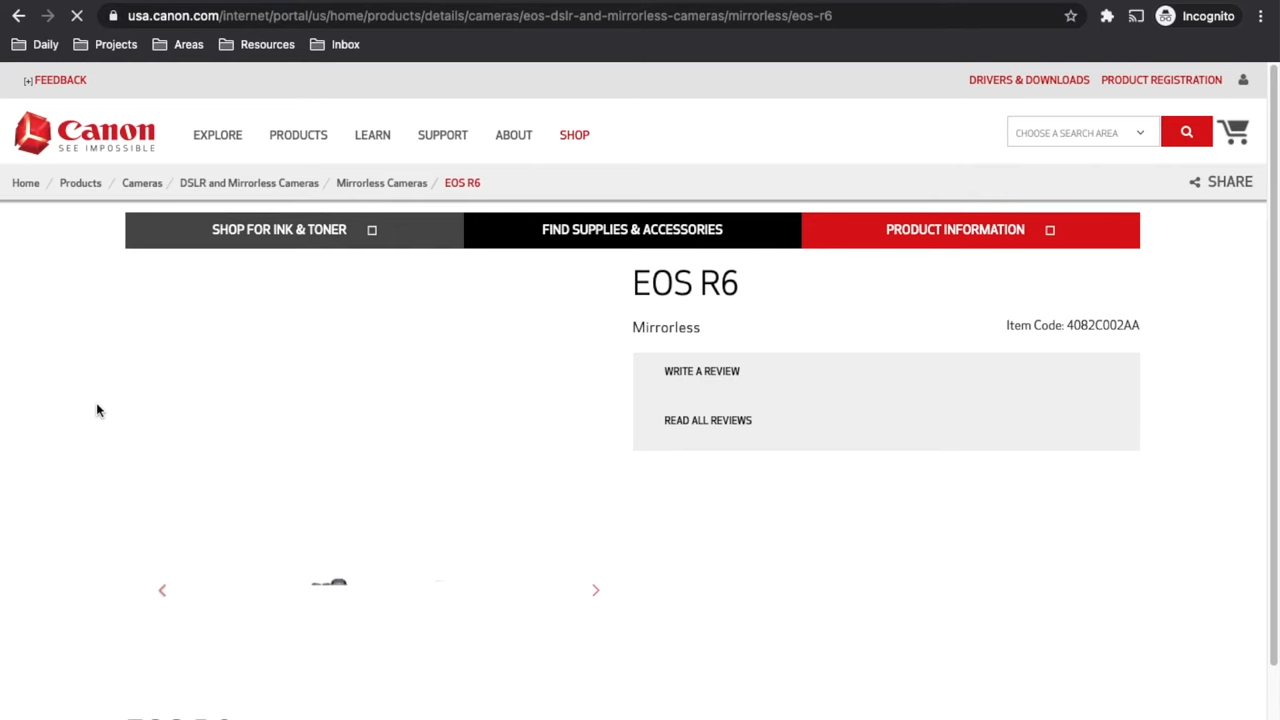 usa.canon.com/internet/portal/us/home/products/details/cameras/eos-dslr-and-mirrorless-cameras/mirrorless/eos-r6
Incognito
Daily Projects Areas Resources Inbox
[+] FEEDBACK
DRIVERS & DOWNLOADS PRODUCT REGISTRATION
Canon
SEE IMPOSSIBLE
EXPLORE PRODUCTS LEARN SUPPORT ABOUT SHOP
CHOOSE A SEARCH AREA
Home / Products / Cameras / DSLR and Mirrorless Cameras / Mirrorless Cameras / EOS R6
SHARE
SHOP FOR INK & TONER
FIND SUPPLIES & ACCESSORIES
PRODUCT INFORMATION
EOS R6
Mirrorless
Item Code: 4082C002AA
WRITE A REVIEW
READ ALL REVIEWS